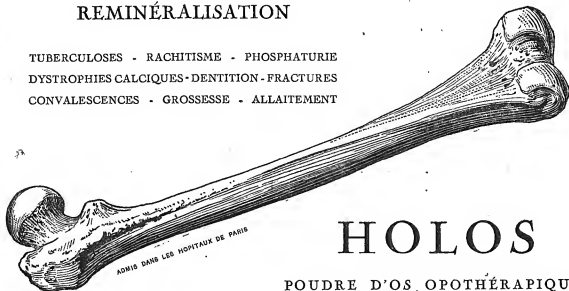 REMINÉRALISATION
TUBERCULOSES - RACHITISME - PHOSPHATURIE
DYSTROPHIES CALCIQUES - DENTITION - FRACTURES
CONVALESCENCES - GROSSESSE - ALLAITEMENT
ADMIS DANS LES HOPITAUX DE PARIS
HOLOS
POUDRE D'OS OPOTHÉRAPIQU